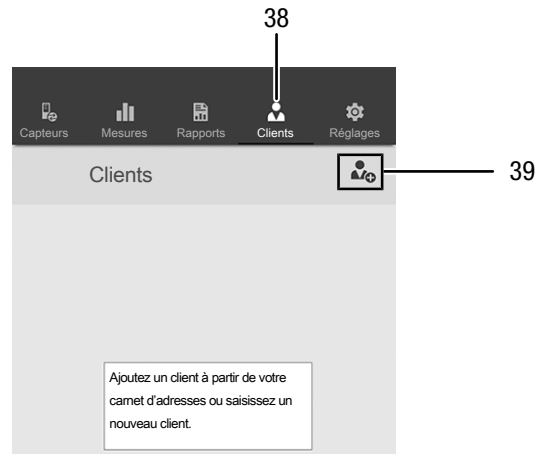 38
Capteurs Mesures Rapports Clients Réglages
Clients
39
Ajoutez un client à partir de votre
carnet d'adresses ou saisissez un
nouveau client.